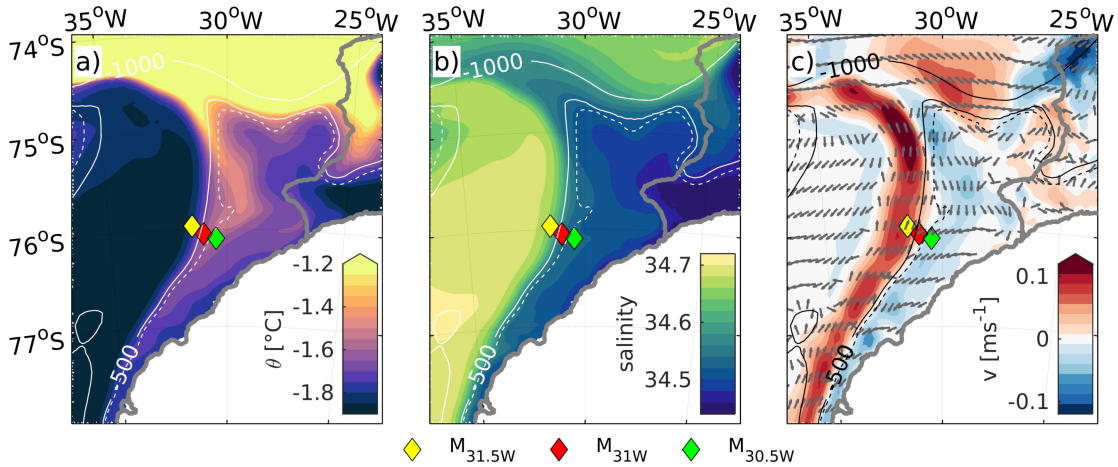 35°W 30°W 25°W 35°W 30°W 25°W 35°W 30°W 25°W
74°S
a) -1000 b) -1000 c) -1000
75°S
76°S
77°S
-500 -500 -500
-1.2
-1.4
-1.6
-1.8
θ [°C]
34.7
34.6
34.5
salinity
0.1
0
-0.1
v [ms⁻¹]
M31.5W M31W M30.5W